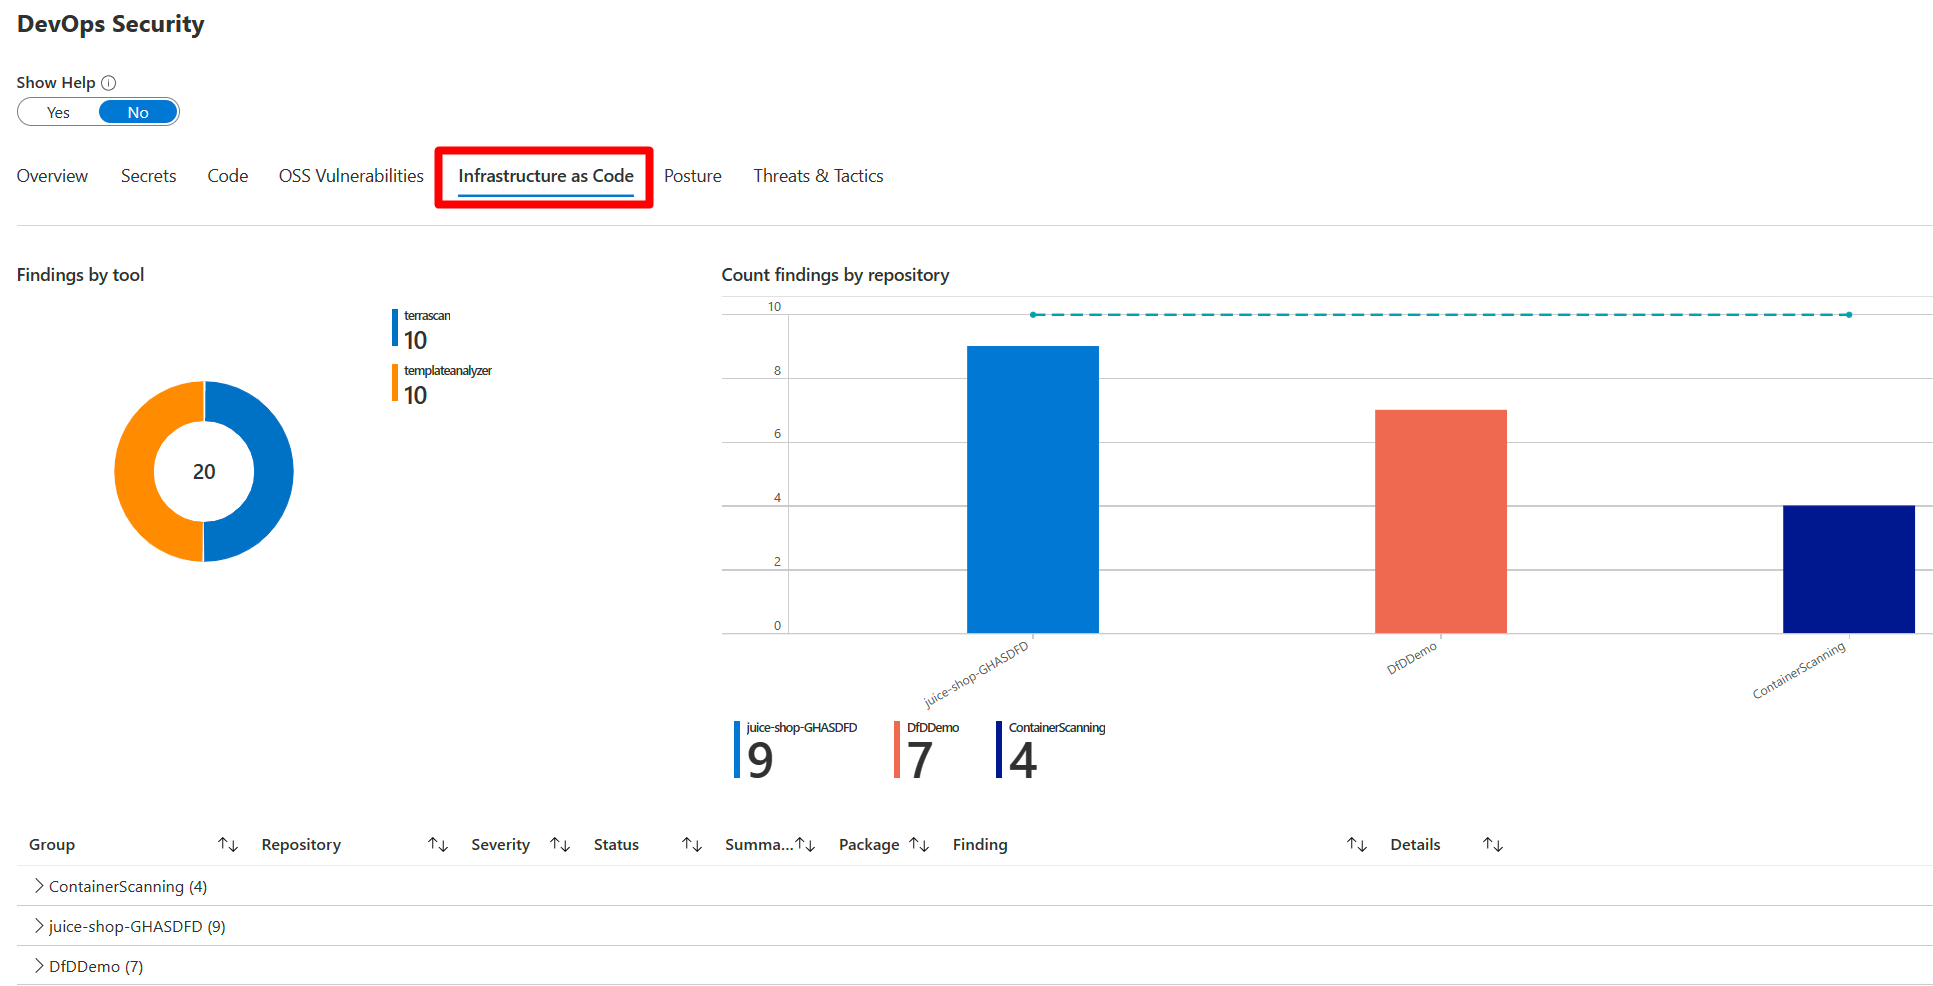 DevOps Security
Show Help
Yes No
Overview Secrets Code OSS Vulnerabilities Infrastructure as Code Posture Threats & Tactics
Findings by tool
terrascan
10
templateanalyzer
10
20
Count findings by repository
10
8
6
4
2
0
juice-shop-GHASDFD DfDDemo ContainerScanning
juice-shop-GHASDFD DfDDemo ContainerScanning
9 7 4
Group Repository Severity Status Summa... Package Finding Details
ContainerScanning (4)
juice-shop-GHASDFD (9)
DfDDemo (7)